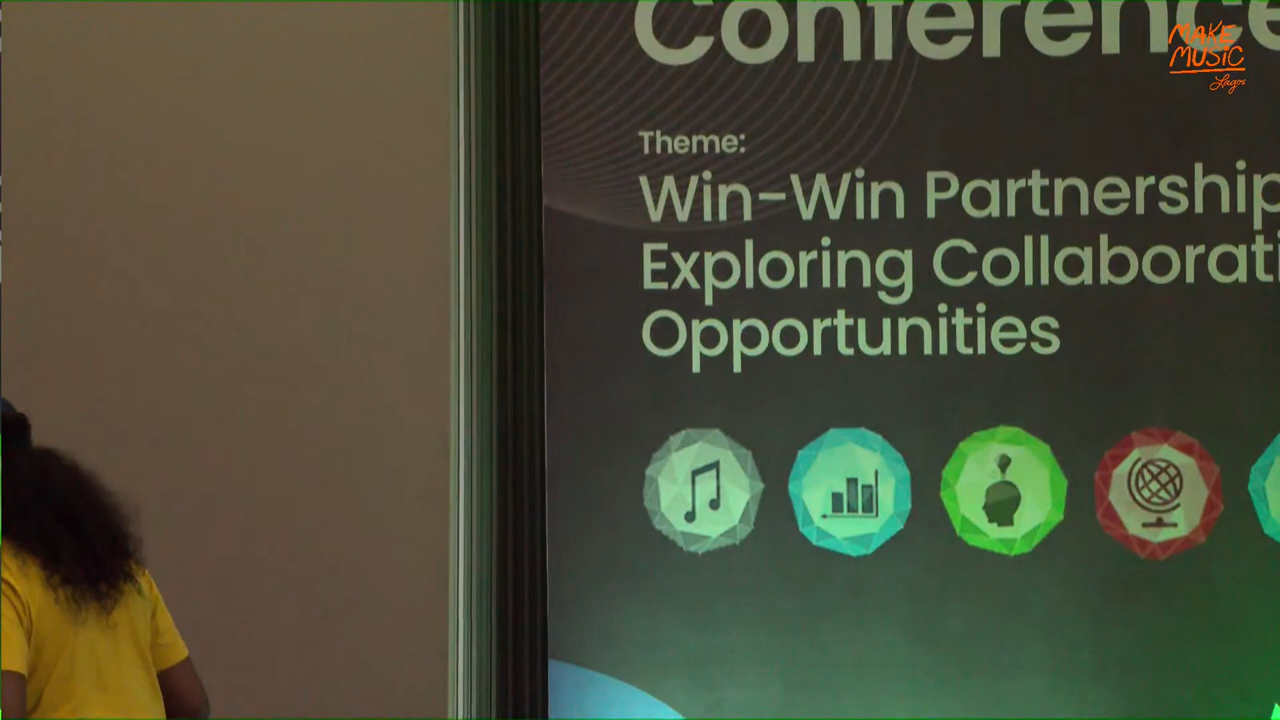 Conference
MAKE
MUSIC
Lagos
Theme:
Win-Win Partnership
Exploring Collaborati
Opportunities